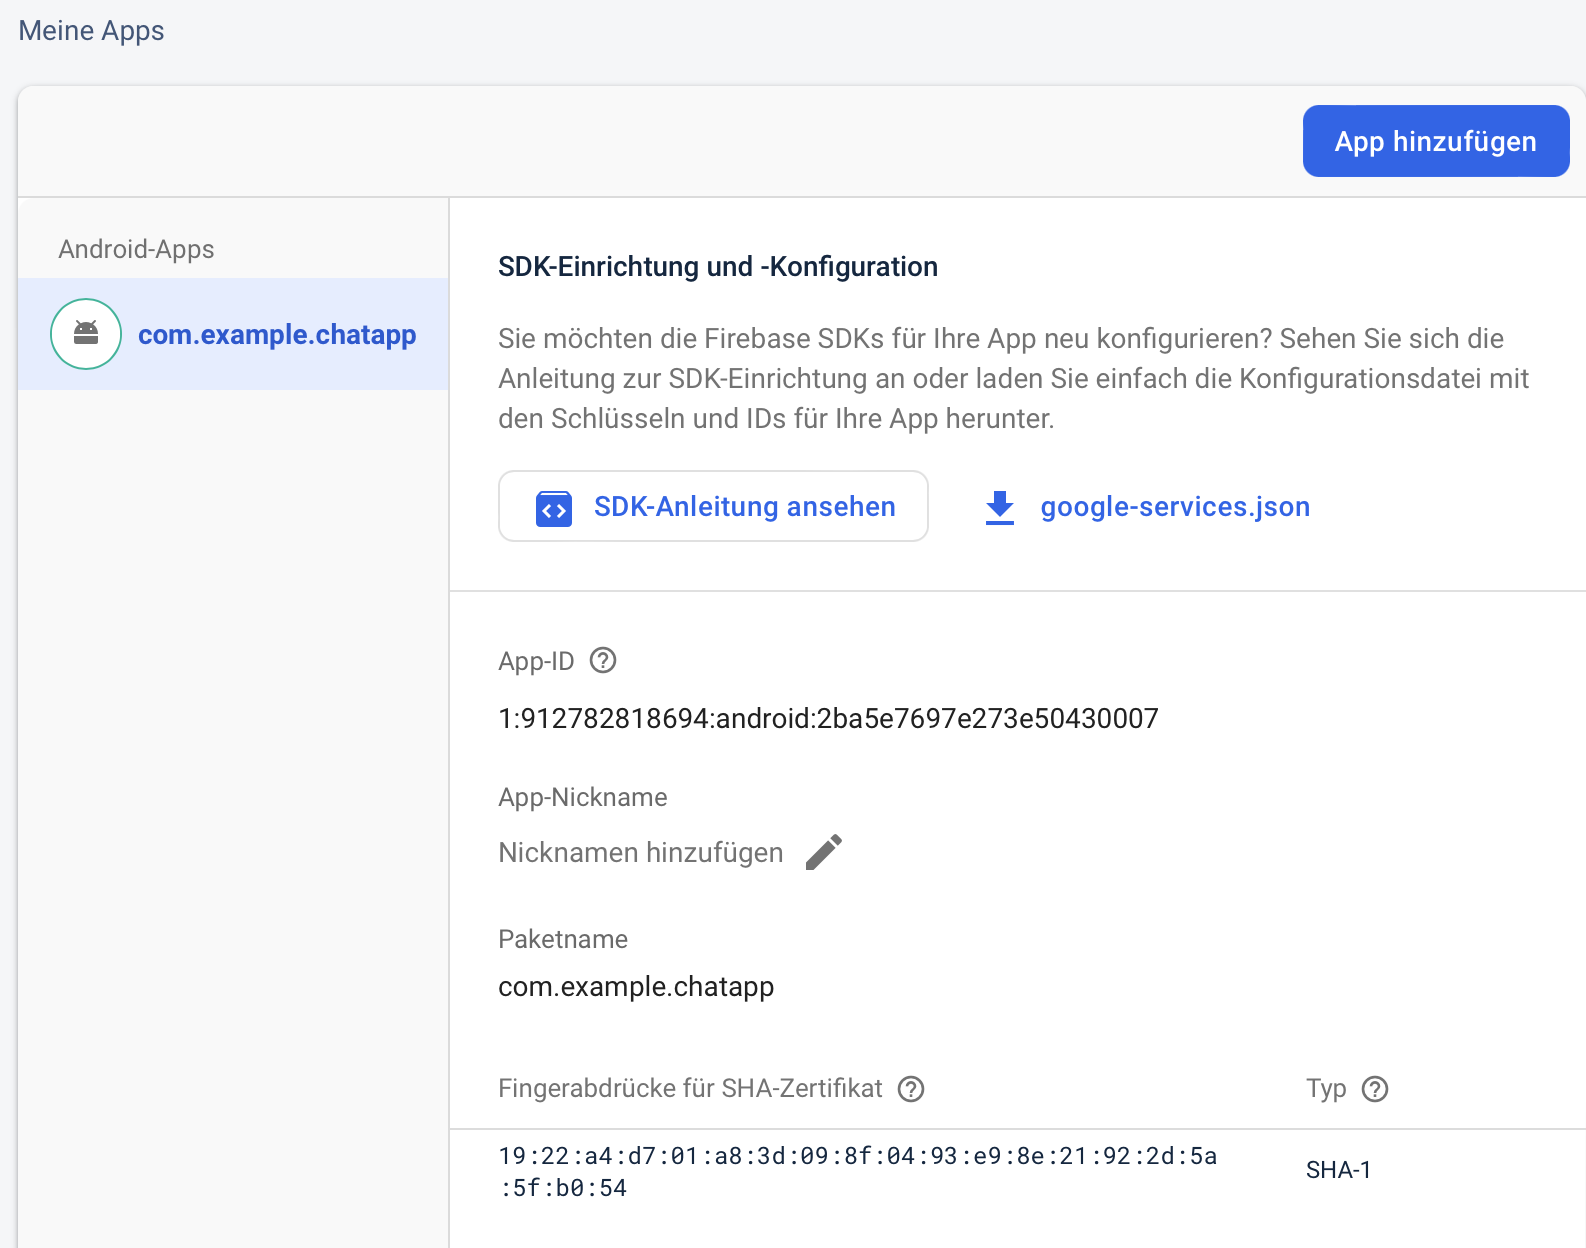 Meine Apps
App hinzufügen
Android-Apps
com.example.chatapp
SDK-Einrichtung und -Konfiguration
Sie möchten die Firebase SDKs für Ihre App neu konfigurieren? Sehen Sie sich die
Anleitung zur SDK-Einrichtung an oder laden Sie einfach die Konfigurationsdatei mit
den Schlüsseln und IDs für Ihre App herunter.
SDK-Anleitung ansehen
google-services.json
App-ID
1:912782818694:android:2ba5e7697e273e50430007
App-Nickname
Nicknamen hinzufügen
Paketname
com.example.chatapp
Fingerabdrücke für SHA-Zertifikat
Typ
19:22:a4:d7:01:a8:3d:09:8f:04:93:e9:8e:21:92:2d:5a
:5f:b0:54
SHA-1